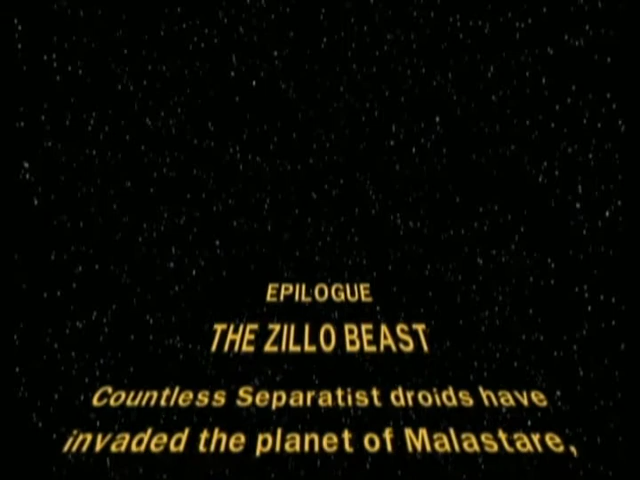 EPILOGUE
THE ZILLO BEAST
Countless Separatist droids have
invaded the planet of Malastare,